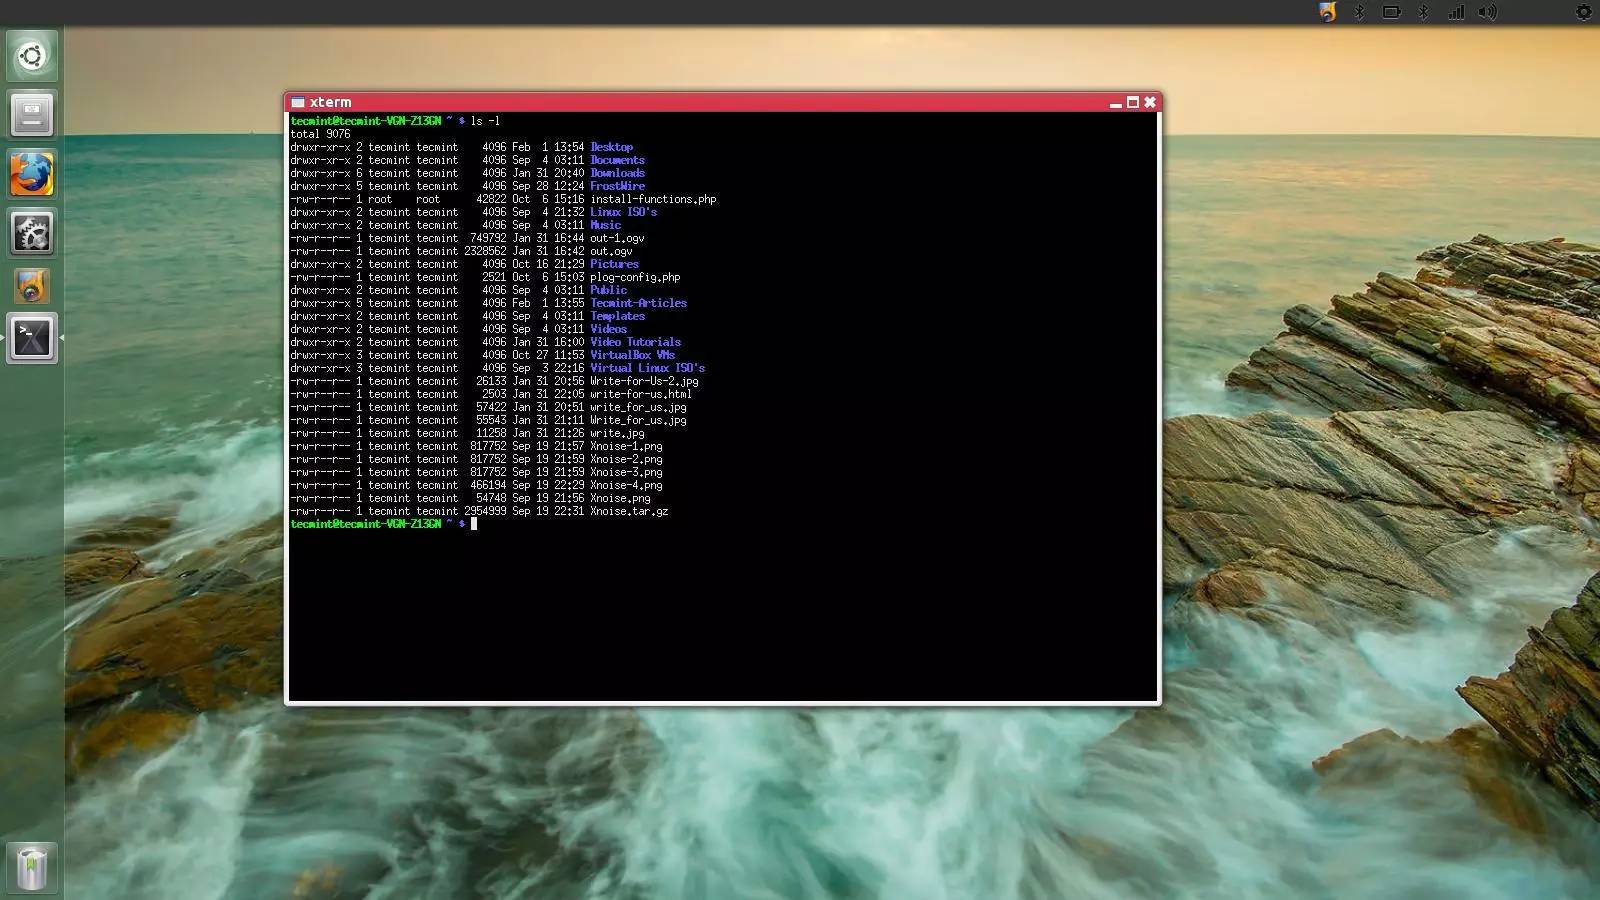 xterm
tecmint@tecmint-VGN-Z13GN ~ $ ls -l
total 9076
drwxr-xr-x 2 tecmint tecmint    4096 Feb  1 13:54 Desktop
drwxr-xr-x 2 tecmint tecmint    4096 Sep  4 03:11 Documents
drwxr-xr-x 6 tecmint tecmint    4096 Jan 31 20:40 Downloads
drwxr-xr-x 5 tecmint tecmint    4096 Sep 28 12:24 FrostWire
-rw-r--r-- 1 root    root      42822 Oct  6 15:16 install-functions.php
drwxr-xr-x 2 tecmint tecmint    4096 Sep  4 21:32 Linux ISO's
drwxr-xr-x 2 tecmint tecmint    4096 Sep  4 03:11 Music
-rw-r--r-- 1 tecmint tecmint  749792 Jan 31 16:44 out-1.ogv
-rw-r--r-- 1 tecmint tecmint 2328562 Jan 31 16:42 out.ogv
drwxr-xr-x 2 tecmint tecmint    4096 Oct 16 21:29 Pictures
-rw-r--r-- 1 tecmint tecmint    2521 Oct  6 15:03 plog-config.php
drwxr-xr-x 2 tecmint tecmint    4096 Sep  4 03:11 Public
drwxr-xr-x 5 tecmint tecmint    4096 Feb  1 13:55 Tecmint-Articles
drwxr-xr-x 2 tecmint tecmint    4096 Sep  4 03:11 Templates
drwxr-xr-x 2 tecmint tecmint    4096 Sep  4 03:11 Videos
drwxr-xr-x 2 tecmint tecmint    4096 Jan 31 16:00 Video Tutorials
drwxr-xr-x 3 tecmint tecmint    4096 Oct 27 11:53 VirtualBox VMs
drwxr-xr-x 3 tecmint tecmint    4096 Sep  3 22:16 Virtual Linux ISO's
-rw-r--r-- 1 tecmint tecmint   26133 Jan 31 20:56 Write-for-Us-2.jpg
-rw-r--r-- 1 tecmint tecmint    2503 Jan 31 22:05 write-for-us.html
-rw-r--r-- 1 tecmint tecmint   57422 Jan 31 20:51 write_for_us.jpg
-rw-r--r-- 1 tecmint tecmint   55543 Jan 31 21:11 Write_for_us.jpg
-rw-r--r-- 1 tecmint tecmint   11258 Jan 31 21:26 write.jpg
-rw-r--r-- 1 tecmint tecmint  817752 Sep 19 21:57 Xnoise-1.png
-rw-r--r-- 1 tecmint tecmint  817752 Sep 19 21:59 Xnoise-2.png
-rw-r--r-- 1 tecmint tecmint  817752 Sep 19 21:59 Xnoise-3.png
-rw-r--r-- 1 tecmint tecmint  466194 Sep 19 22:29 Xnoise-4.png
-rw-r--r-- 1 tecmint tecmint   54748 Sep 19 21:56 Xnoise.png
-rw-r--r-- 1 tecmint tecmint 2954999 Sep 19 22:31 Xnoise.tar.gz
tecmint@tecmint-VGN-Z13GN ~ $